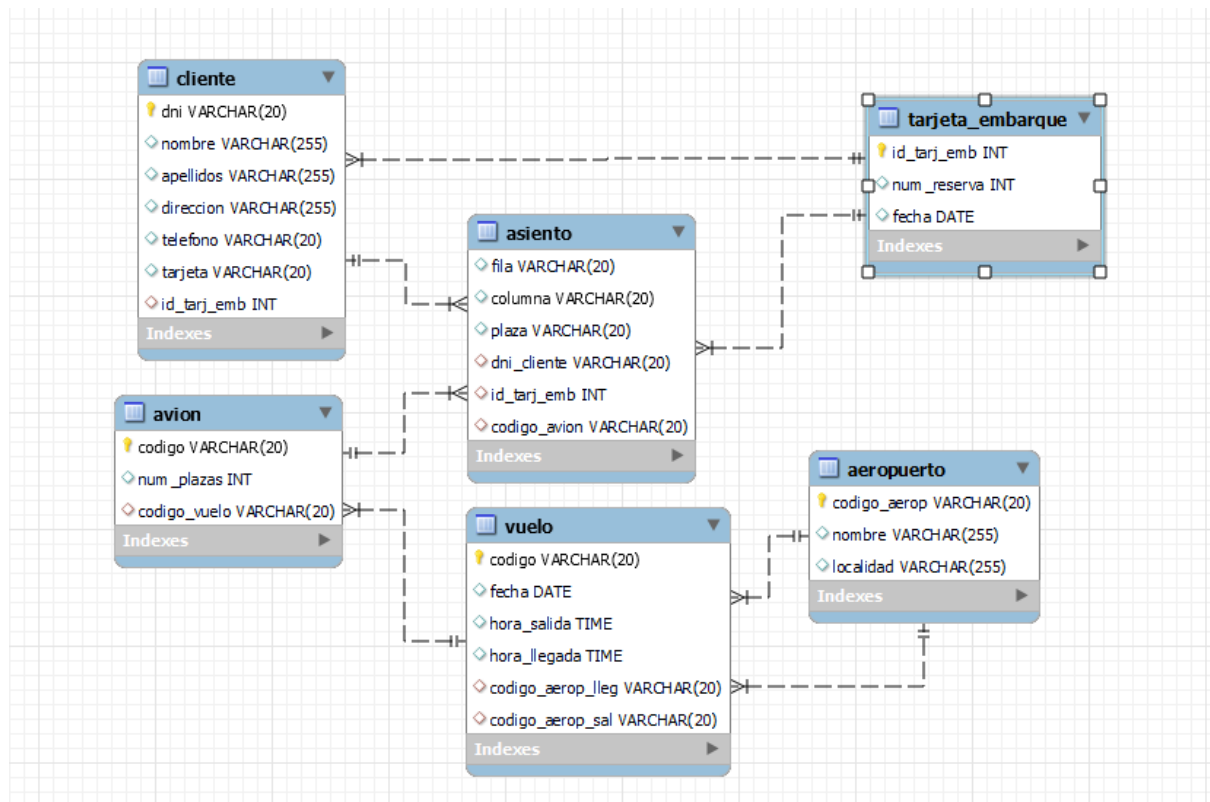 cliente
dni VARCHAR(20)
nombre VARCHAR(255)
apellidos VARCHAR(255)
direccion VARCHAR(255)
telefono VARCHAR(20)
tarjeta VARCHAR(20)
id_tarj_emb INT
Indexes
tarjeta_embarque
id_tarj_emb INT
num_reserva INT
fecha DATE
Indexes
asiento
fila VARCHAR(20)
columna VARCHAR(20)
plaza VARCHAR(20)
dni_cliente VARCHAR(20)
id_tarj_emb INT
codigo_avion VARCHAR(20)
Indexes
avion
codigo VARCHAR(20)
num_plazas INT
codigo_vuelo VARCHAR(20)
Indexes
aeropuerto
codigo_aerop VARCHAR(20)
nombre VARCHAR(255)
localidad VARCHAR(255)
Indexes
vuelo
codigo VARCHAR(20)
fecha DATE
hora_salida TIME
hora_llegada TIME
codigo_aerop_lleg VARCHAR(20)
codigo_aerop_sal VARCHAR(20)
Indexes